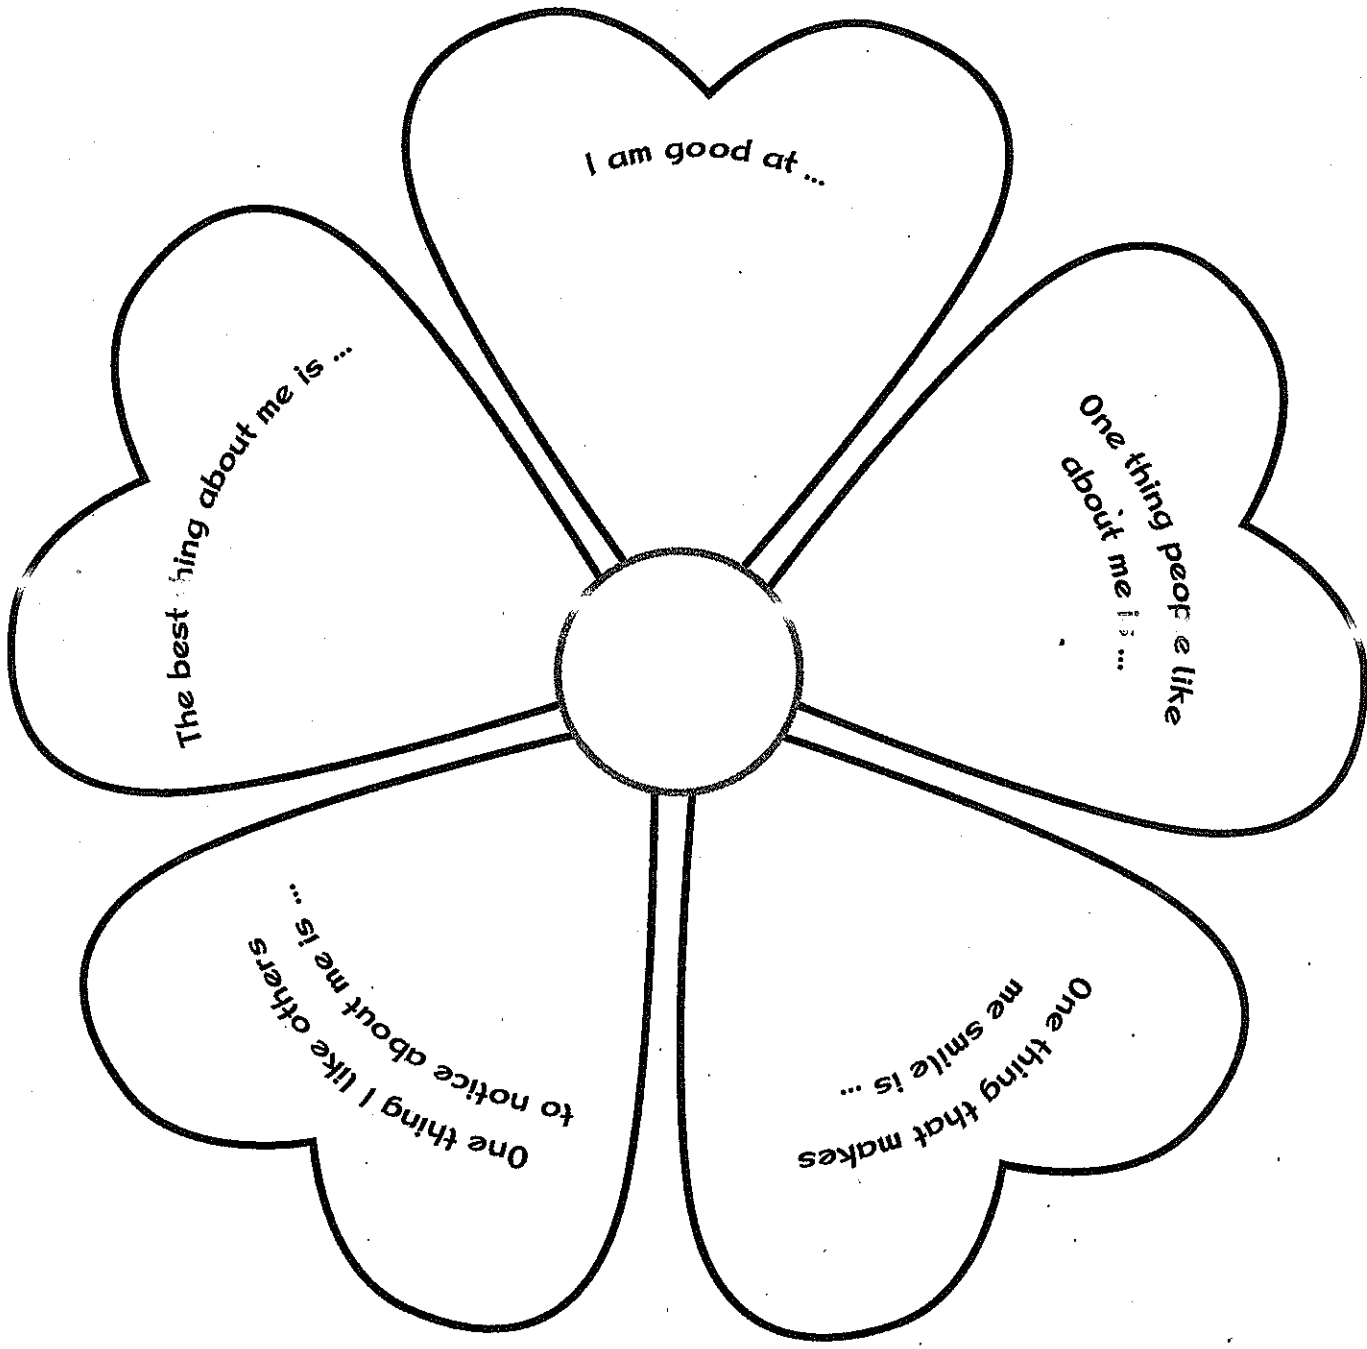 I am good at ...
One thing people like
about me is ...
One thing that makes
me smile is ...
One thing I like others
to notice about me is ...
The best thing about me is ...